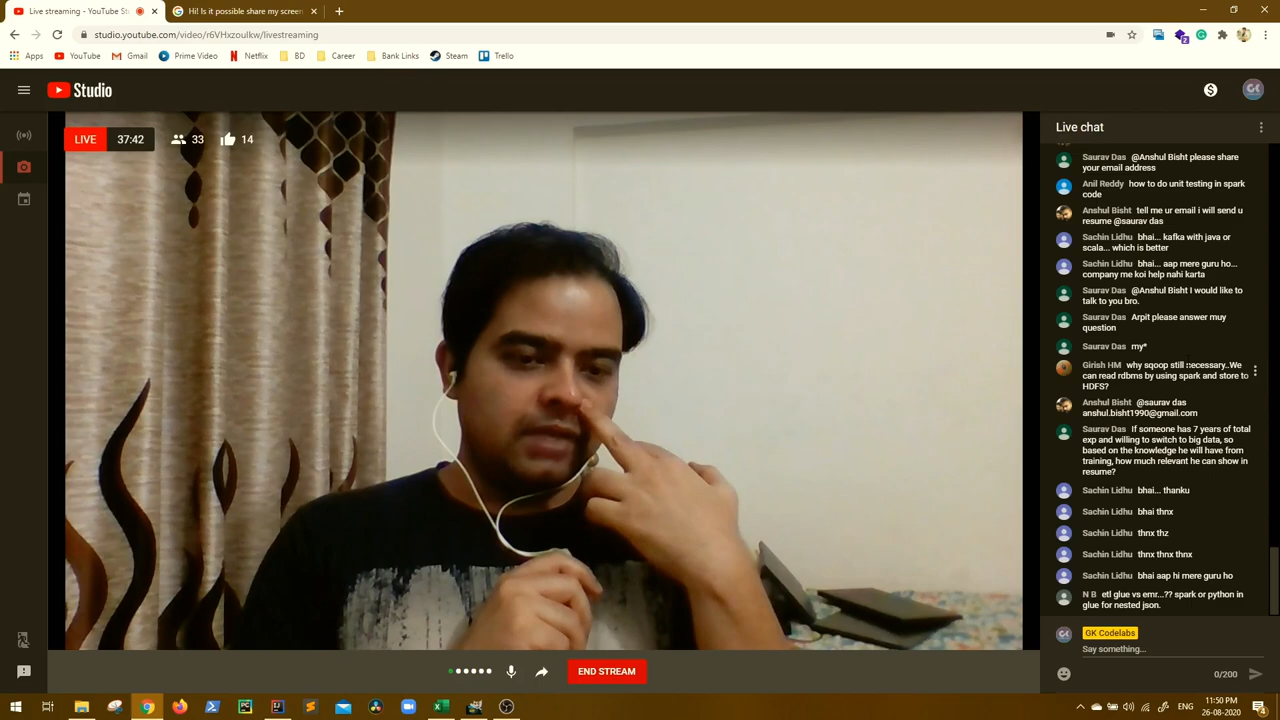 Live streaming - YouTube St
Hi! Is it possible share my screen
studio.youtube.com/video/r6VHxzouIkw/livestreaming
Apps
YouTube
Gmail
Prime Video
Netflix
BD
Career
Bank Links
Steam
Trello
Studio
LIVE 37:42 33 14
Live chat
Saurav Das @Anshul Bisht please share
your email address
Anil Reddy how to do unit testing in spark
code
Anshul Bisht tell me ur email i will send u
resume @saurav das
Sachin Lidhu bhai... kafka with java or
scala... which is better
Sachin Lidhu bhai... aap mere guru ho...
company me koi help nahi karta
Saurav Das @Anshul Bisht I would like to
talk to you bro.
Saurav Das Arpit please answer muy
question
Saurav Das my*
Girish HM why sqoop still necessary..We
can read rdbms by using spark and store to
HDFS?
Anshul Bisht @saurav das
anshul.bisht1990@gmail.com
Saurav Das If someone has 7 years of total
exp and willing to switch to big data, so
based on the knowledge he will have from
training, how much relevant he can show in
resume?
Sachin Lidhu bhai... thanku
Sachin Lidhu bhai thnx
Sachin Lidhu thnx thz
Sachin Lidhu thnx thnx thnx
Sachin Lidhu bhai aap hi mere guru ho
N B etl glue vs emr...?? spark or python in
glue for nested json.
GK Codelabs
Say something...
0/200
END STREAM
ENG
11:50 PM
26-08-2020